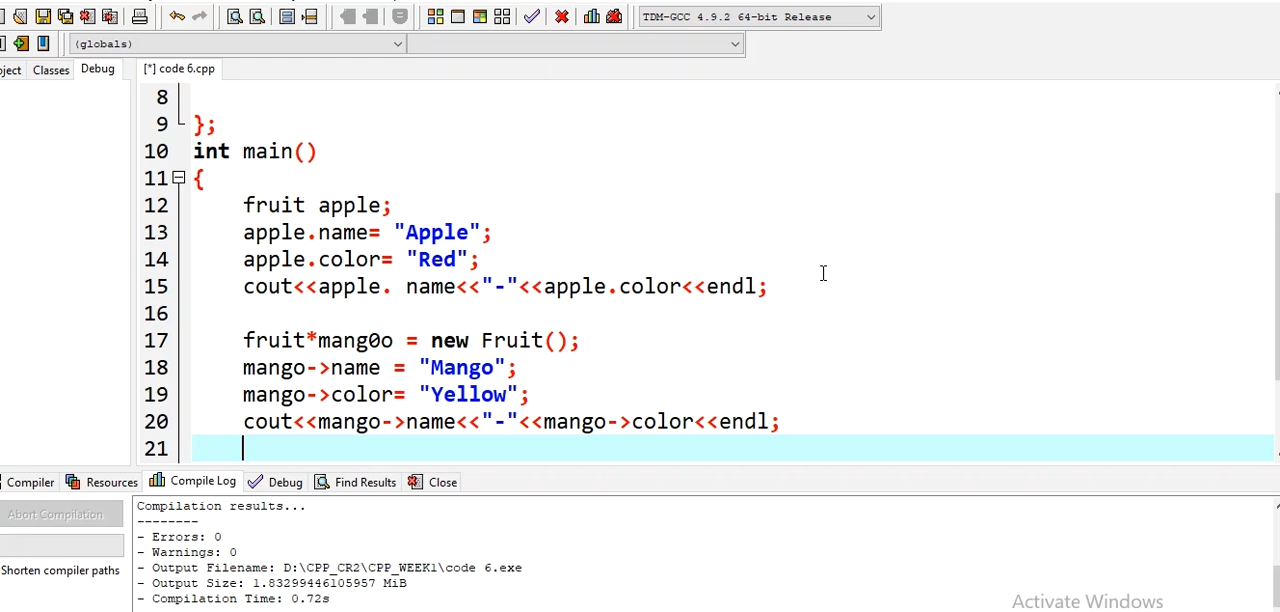 TDM-GCC 4.9.2 64-bit Release
(globals)
ject Classes Debug
[*] code 6.cpp
8
9 };
10 int main()
11 {
12 fruit apple;
13 apple.name= "Apple";
14 apple.color= "Red";
15 cout<<apple. name<<"-"<<apple.color<<endl;
16
17 fruit*mang0o = new Fruit();
18 mango->name = "Mango";
19 mango->color= "Yellow";
20 cout<<mango->name<<"-"<<mango->color<<endl;
21
Compiler Resources Compile Log Debug Find Results Close
Abort Compilation
Shorten compiler paths
Compilation results...
--------
- Errors: 0
- Warnings: 0
- Output Filename: D:\CPP_CR2\CPP_WEEK1\code 6.exe
- Output Size: 1.83299446105957 MiB
- Compilation Time: 0.72s
Activate Windows